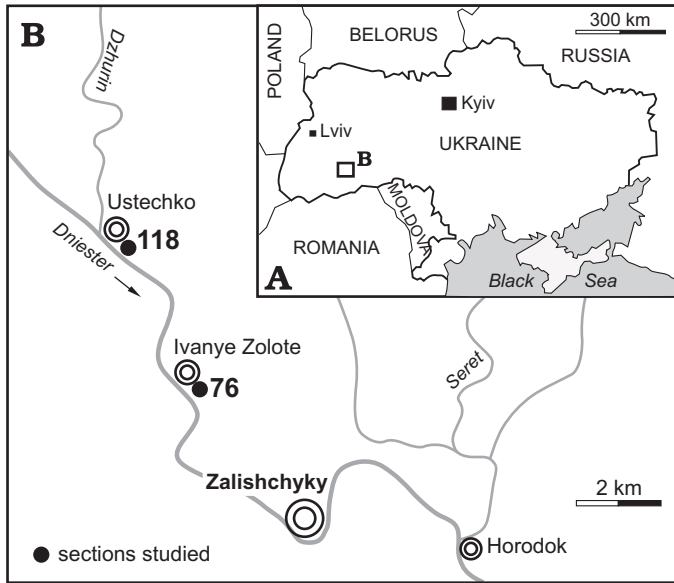 B
Dzhurin
Ustechko
118
Dniester
Ivanye Zolote
76
Zalishchyky
Seret
Horodok
2 km
sections studied
300 km
BELORUS
POLAND
RUSSIA
Kyiv
Lviv
UKRAINE
B
MOLDOVA
ROMANIA
Black Sea
A